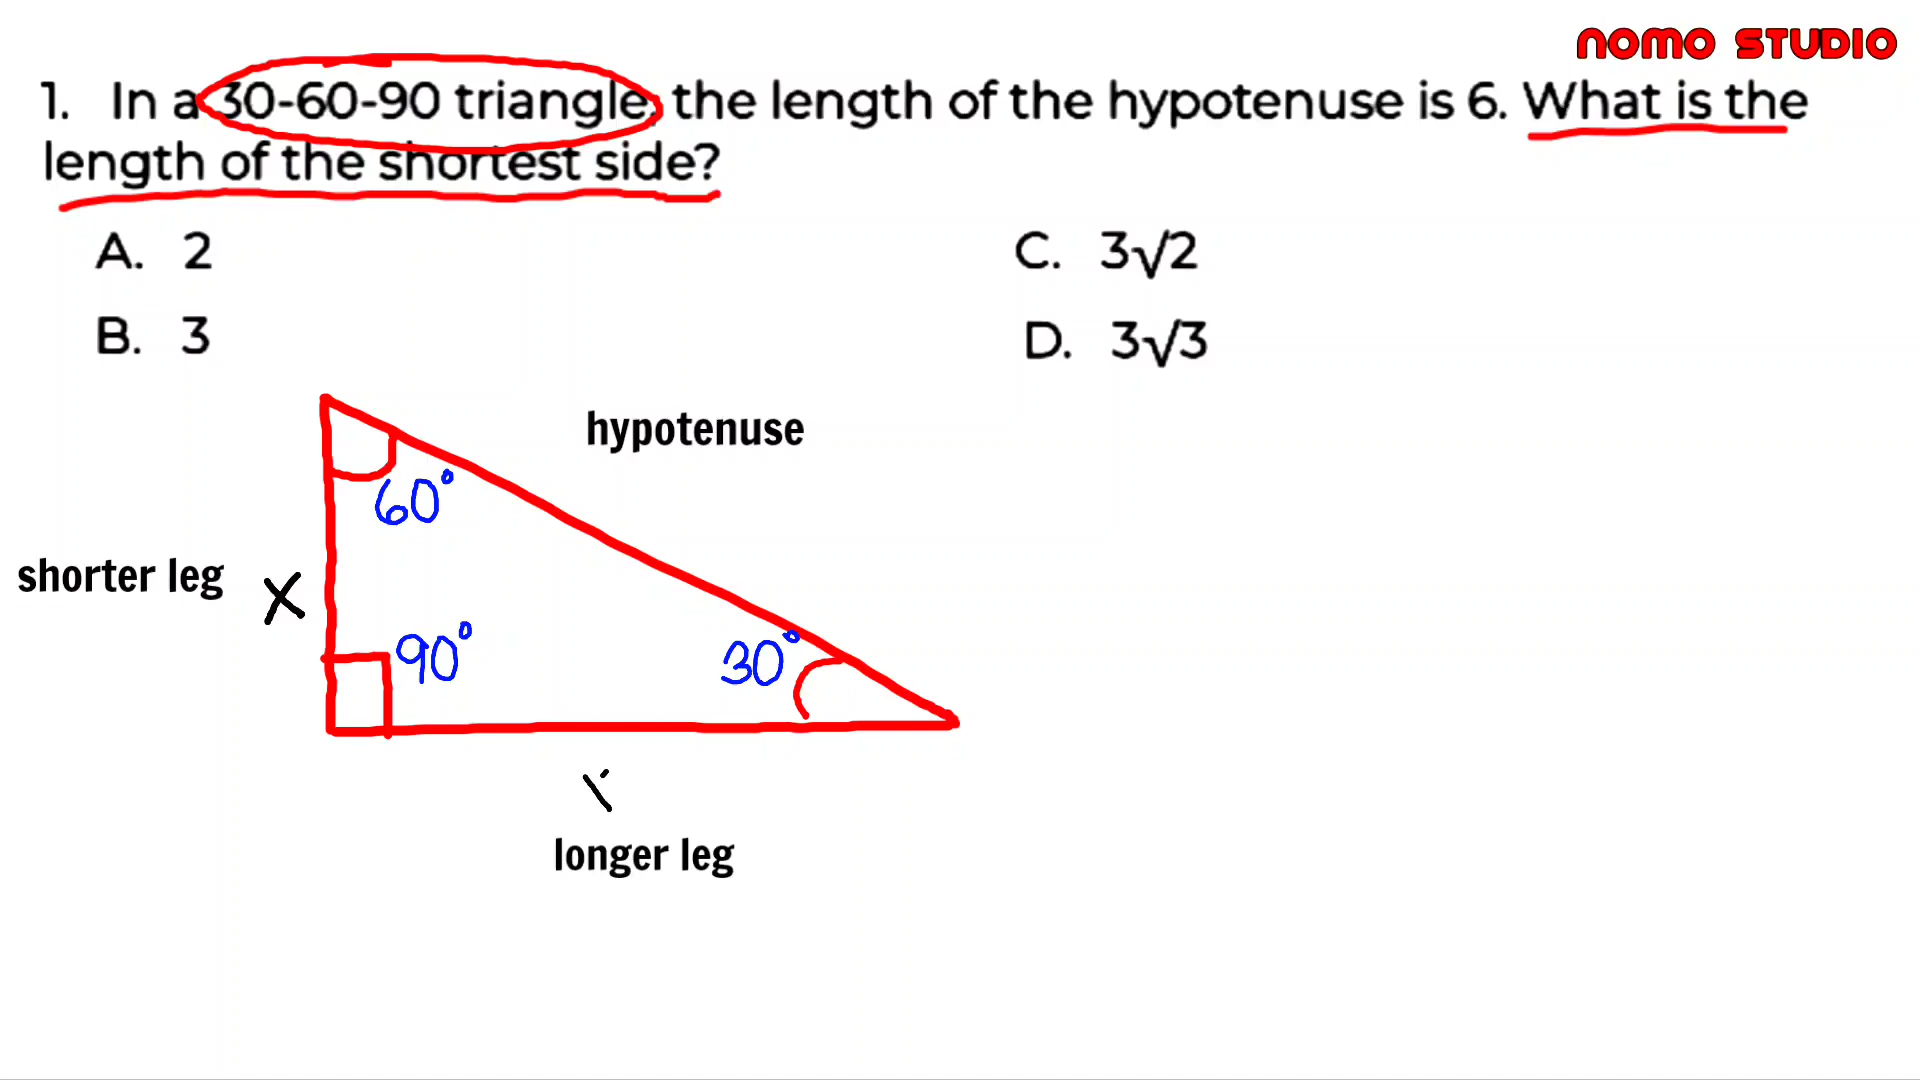 NOMO STUDIO
1. In a 30-60-90 triangle, the length of the hypotenuse is 6. What is the
length of the shortest side?
A. 2
C. 3√2
B. 3
D. 3√3
hypotenuse
60°
shorter leg X
90°
30°
longer leg